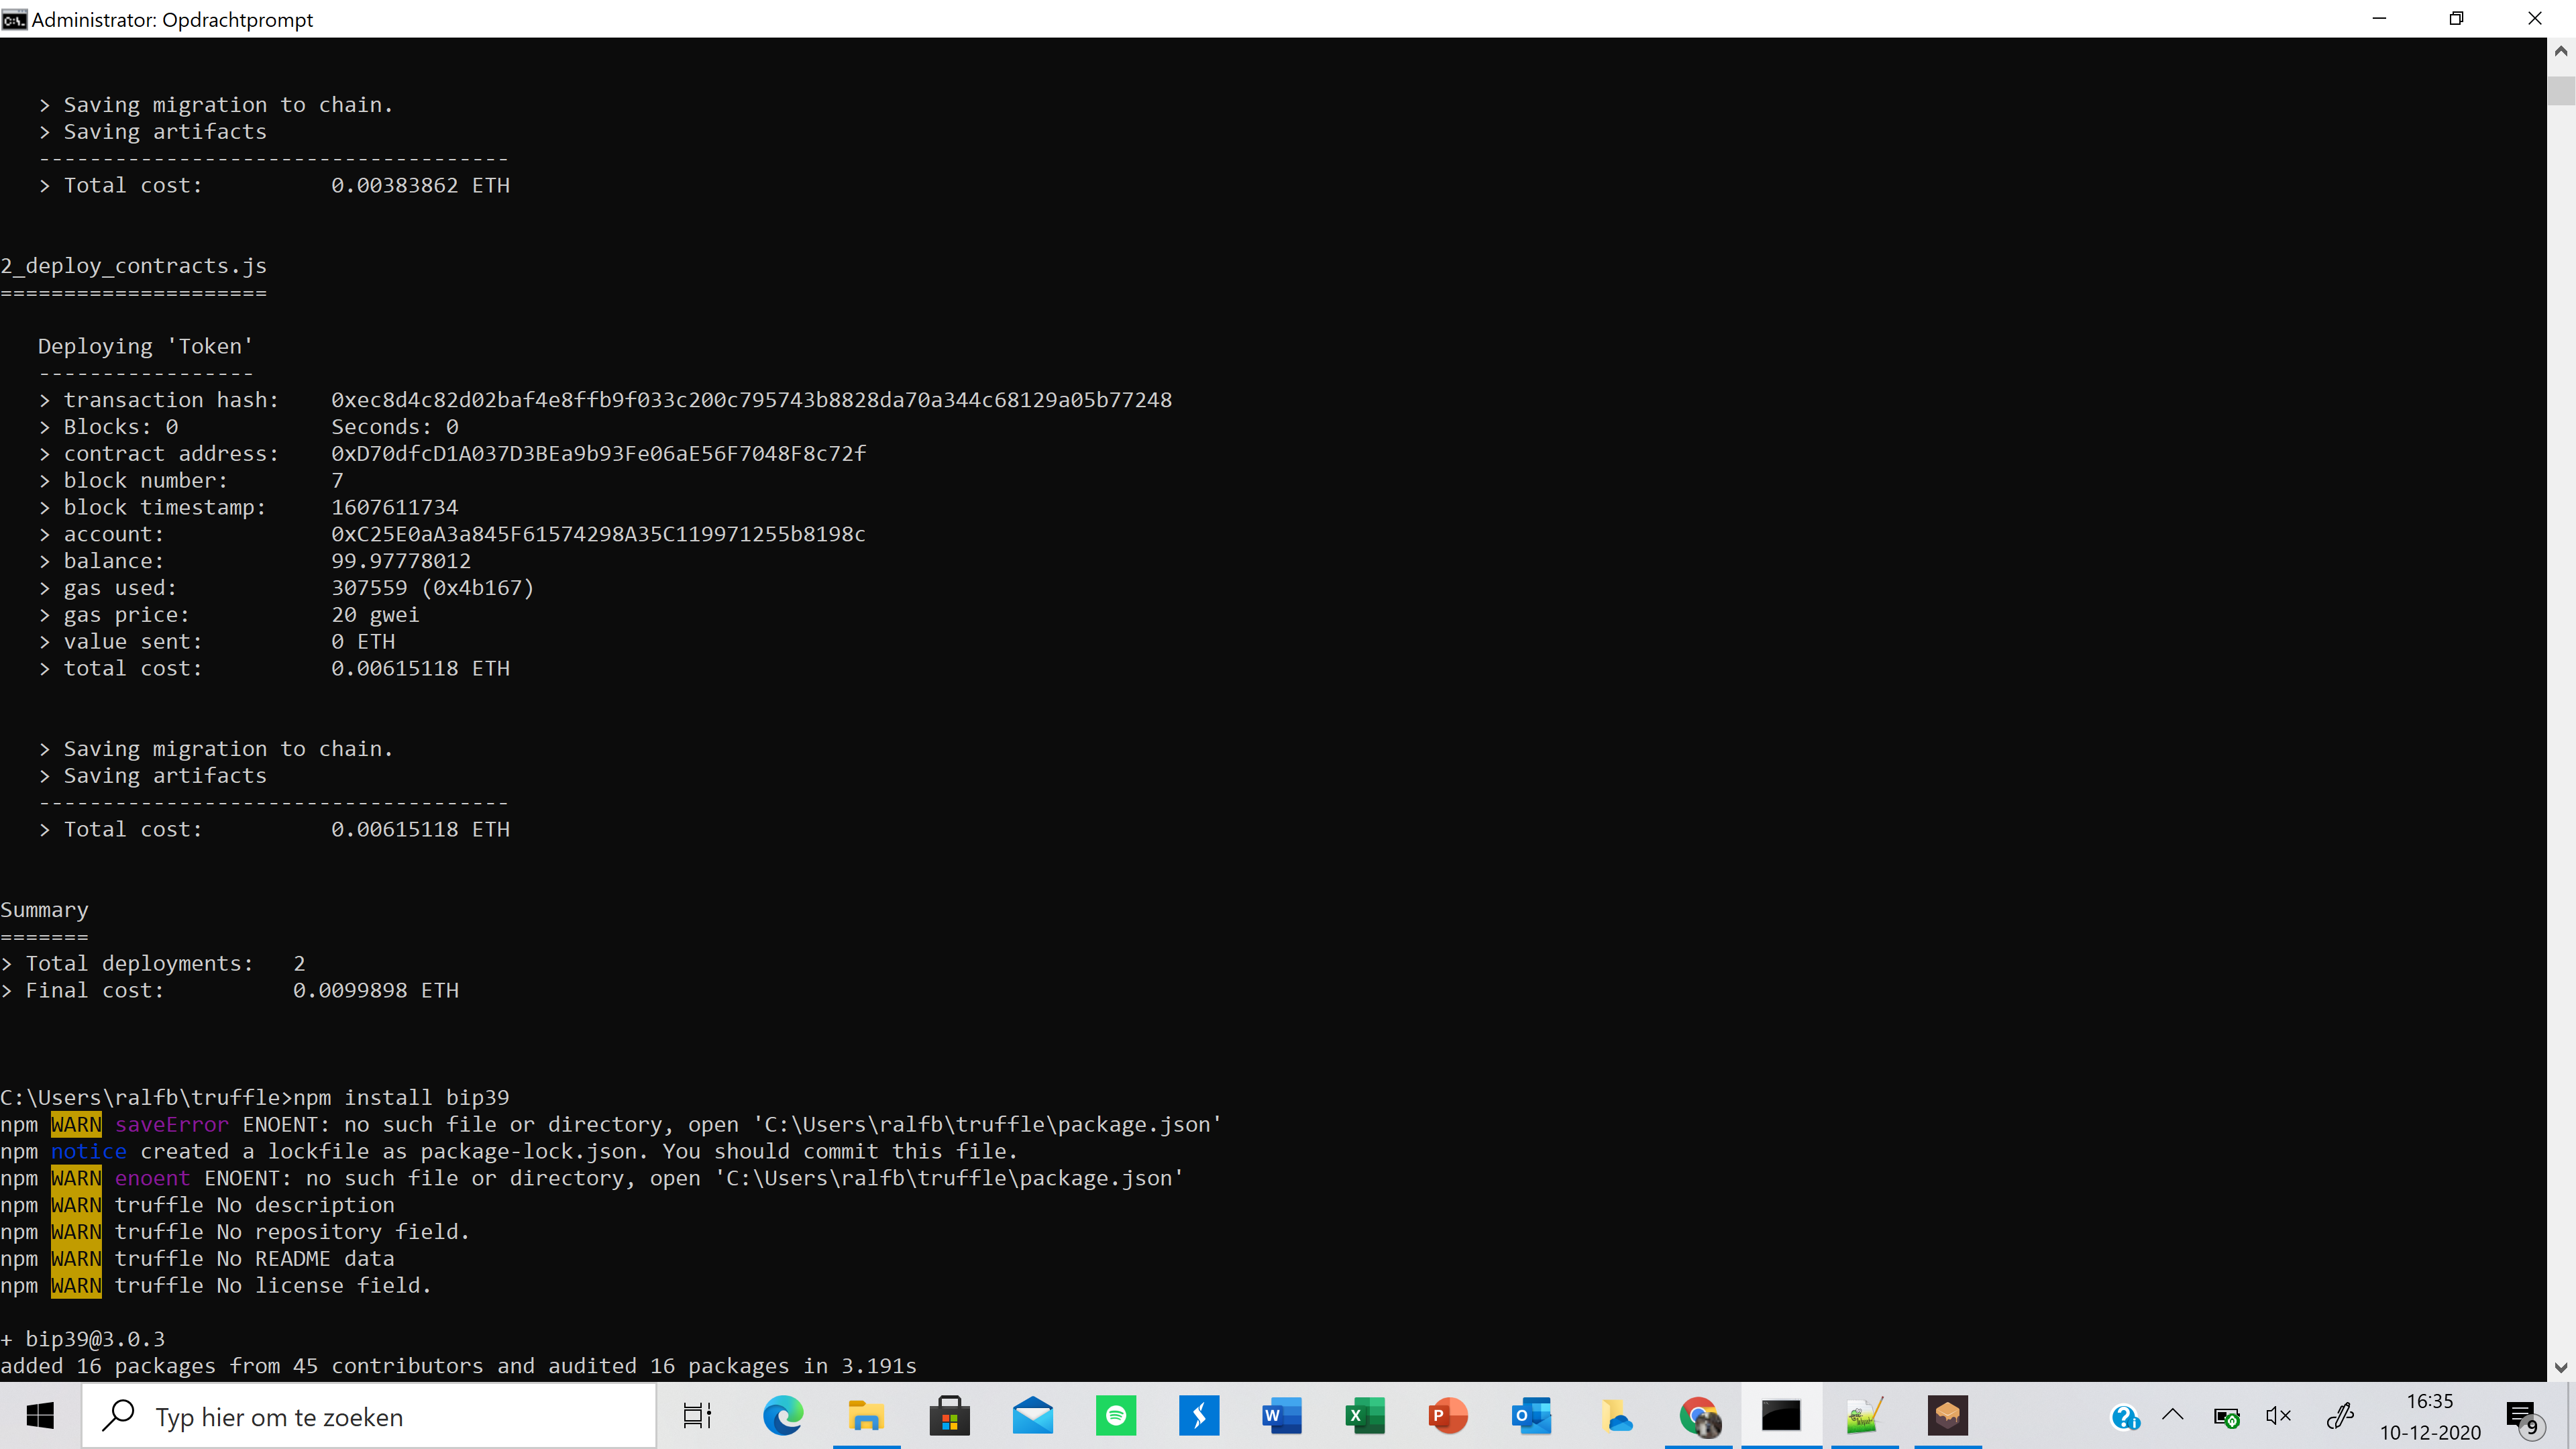 Administrator: Opdrachtprompt
> Saving migration to chain.
> Saving artifacts
-------------------------------------
> Total cost: 0.00383862 ETH
2_deploy_contracts.js
=====================
Deploying 'Token'
-----------------
> transaction hash: 0xec8d4c82d02baf4e8ffb9f033c200c795743b8828da70a344c68129a05b77248
> Blocks: 0 Seconds: 0
> contract address: 0xD70dfcD1A037D3BEa9b93Fe06aE56F7048F8c72f
> block number: 7
> block timestamp: 1607611734
> account: 0xC25E0aA3a845F61574298A35C119971255b8198c
> balance: 99.97778012
> gas used: 307559 (0x4b167)
> gas price: 20 gwei
> value sent: 0 ETH
> total cost: 0.00615118 ETH
> Saving migration to chain.
> Saving artifacts
-------------------------------------
> Total cost: 0.00615118 ETH
Summary
=======
> Total deployments: 2
> Final cost: 0.0099898 ETH
C:\Users\ralfb\truffle>npm install bip39
npm WARN saveError ENOENT: no such file or directory, open 'C:\Users\ralfb\truffle\package.json'
npm notice created a lockfile as package-lock.json. You should commit this file.
npm WARN enoent ENOENT: no such file or directory, open 'C:\Users\ralfb\truffle\package.json'
npm WARN truffle No description
npm WARN truffle No repository field.
npm WARN truffle No README data
npm WARN truffle No license field.
+ bip39@3.0.3
added 16 packages from 45 contributors and audited 16 packages in 3.191s
Typ hier om te zoeken
16:35
10-12-2020
9